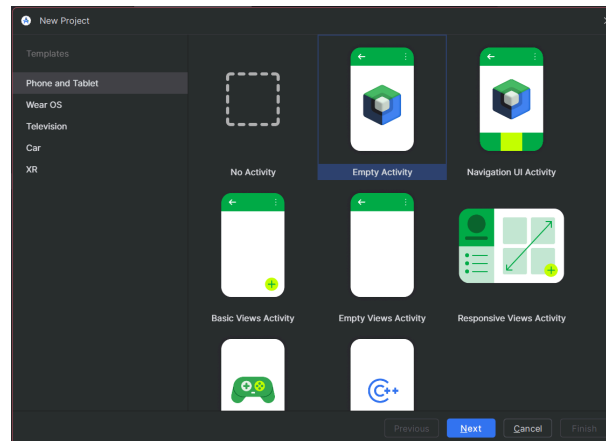 New Project
Templates
Phone and Tablet
Wear OS
Television
Car
XR
No Activity
Empty Activity
Navigation UI Activity
Basic Views Activity
Empty Views Activity
Responsive Views Activity
C++
Previous
Next
Cancel
Finish